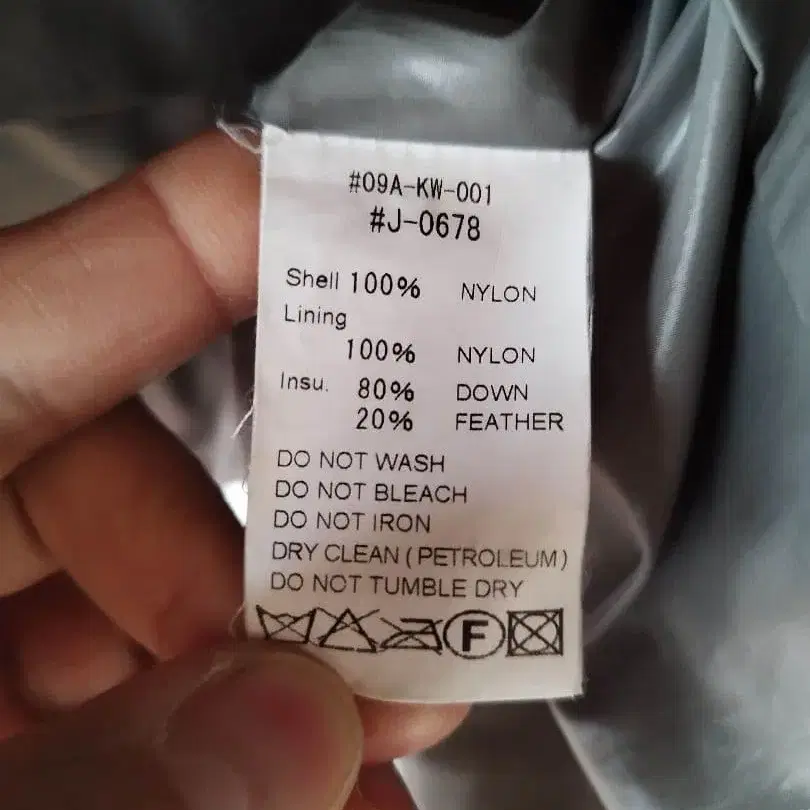 #09A-KW-001
#J-0678
Shell 100% NYLON
Lining
100% NYLON
Insu. 80% DOWN
20% FEATHER
DO NOT WASH
DO NOT BLEACH
DO NOT IRON
DRY CLEAN (PETROLEUM)
DO NOT TUMBLE DRY
F